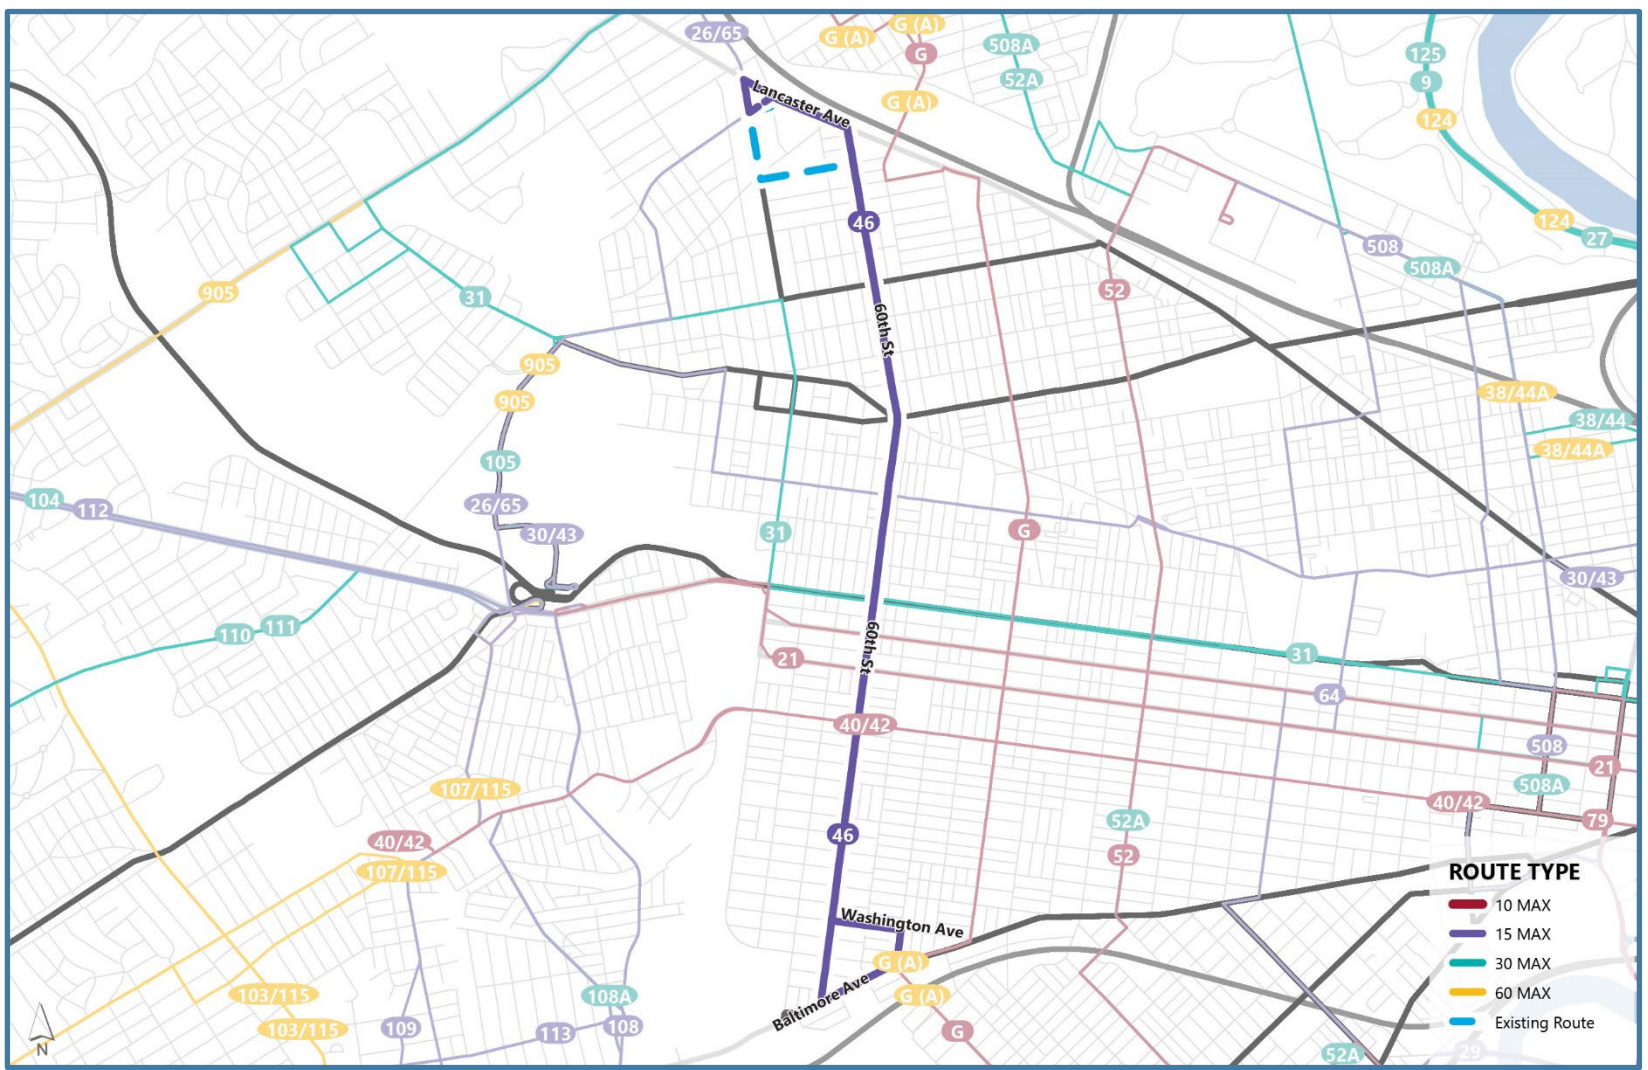 26/65
G (A)
G (A)
G
508A
52A
125
9
124
Lancaster Ave
G (A)
46
124
27
508
508A
905
31
52
60th St
905
905
38/44A
38/44
38/44A
105
104
112
26/65
30/43
31
G
30/43
110
111
60th St
21
31
64
40/42
508
21
508A
107/115
40/42
79
46
52A
40/42
52
107/115
ROUTE TYPE
10 MAX
15 MAX
30 MAX
60 MAX
Existing Route
Washington Ave
G (A)
Baltimore Ave
G (A)
103/115
108A
103/115
109
113
108
G
52A
29
N